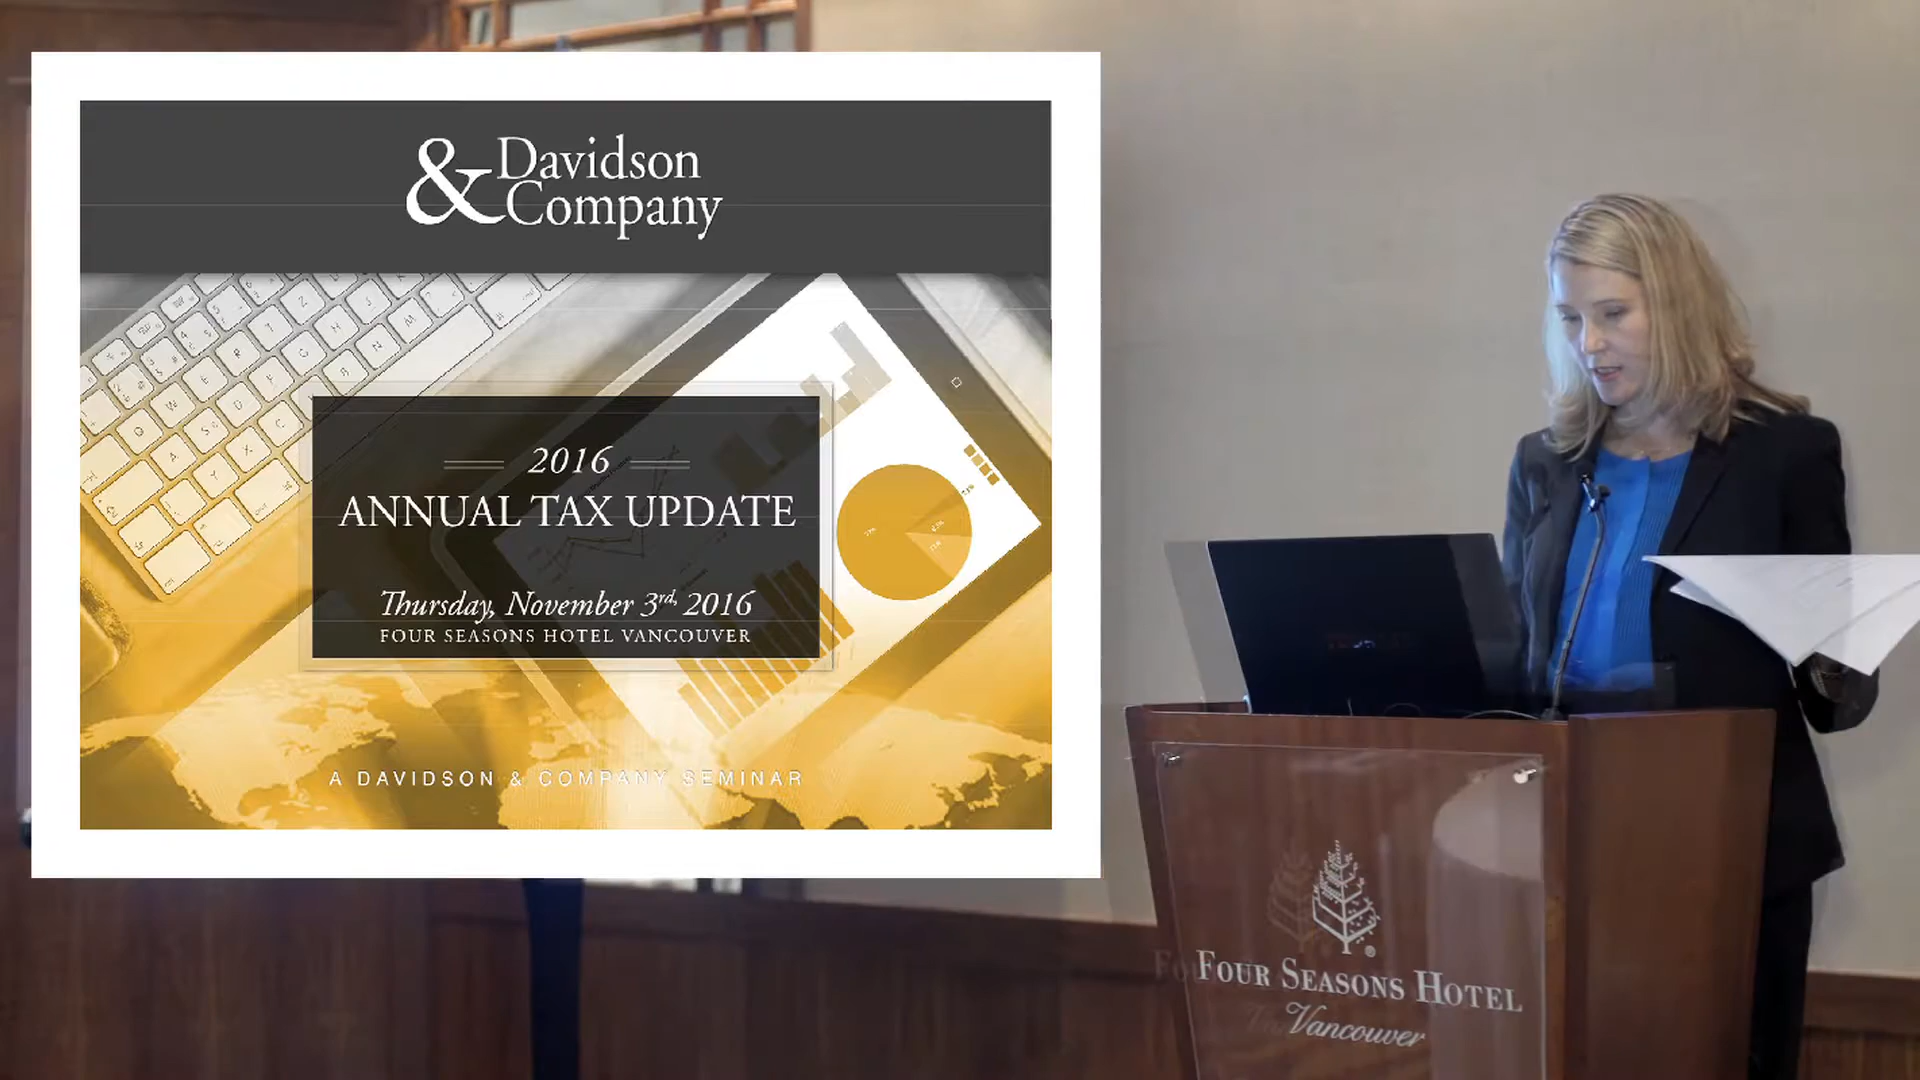 & Davidson
Company
2016
ANNUAL TAX UPDATE
Thursday, November 3rd, 2016
FOUR SEASONS HOTEL VANCOUVER
A DAVIDSON & COMPANY SEMINAR
FOUR SEASONS HOTEL
Vancouver